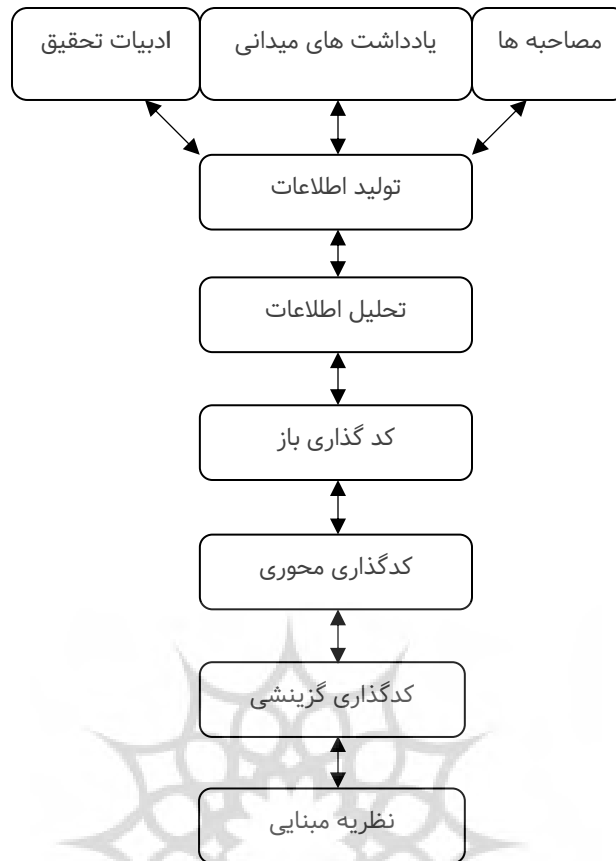 مصاحبه ها
یادداشت های میدانی
ادبیات تحقیق
تولید اطلاعات
تحلیل اطلاعات
کد گذاری باز
کدگذاری محوری
کدگذاری گزینشی
نظریه مبنایی